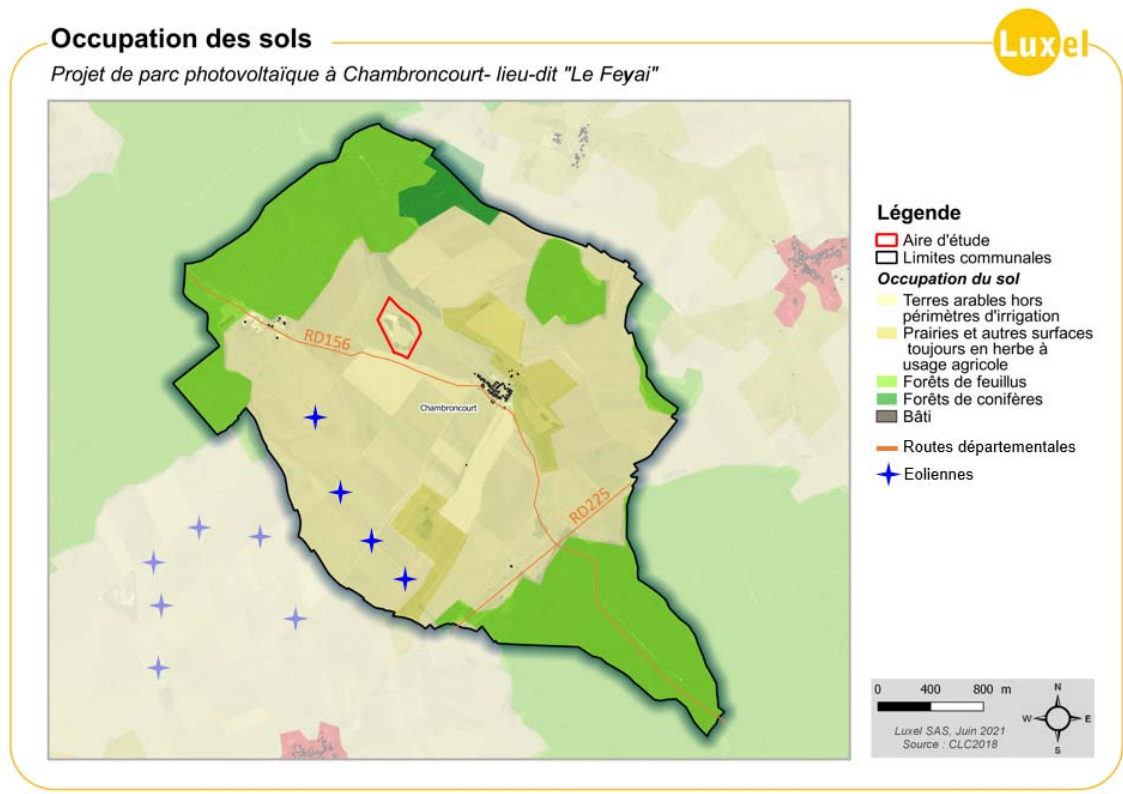 Occupation des sols
Luxel
Projet de parc photovoltaïque à Chambroncourt- lieu-dit "Le Feyai"
RD156
Chambroncourt
RD225
Légende
Aire d'étude
Limites communales
Occupation du sol
Terres arables hors
périmètres d'irrigation
Prairies et autres surfaces
toujours en herbe à
usage agricole
Forêts de feuillus
Forêts de conifères
Bâti
Routes départementales
Eoliennes
0 400 800 m
N
W E
S
Luxel SAS, Juin 2021
Source : CLC2018